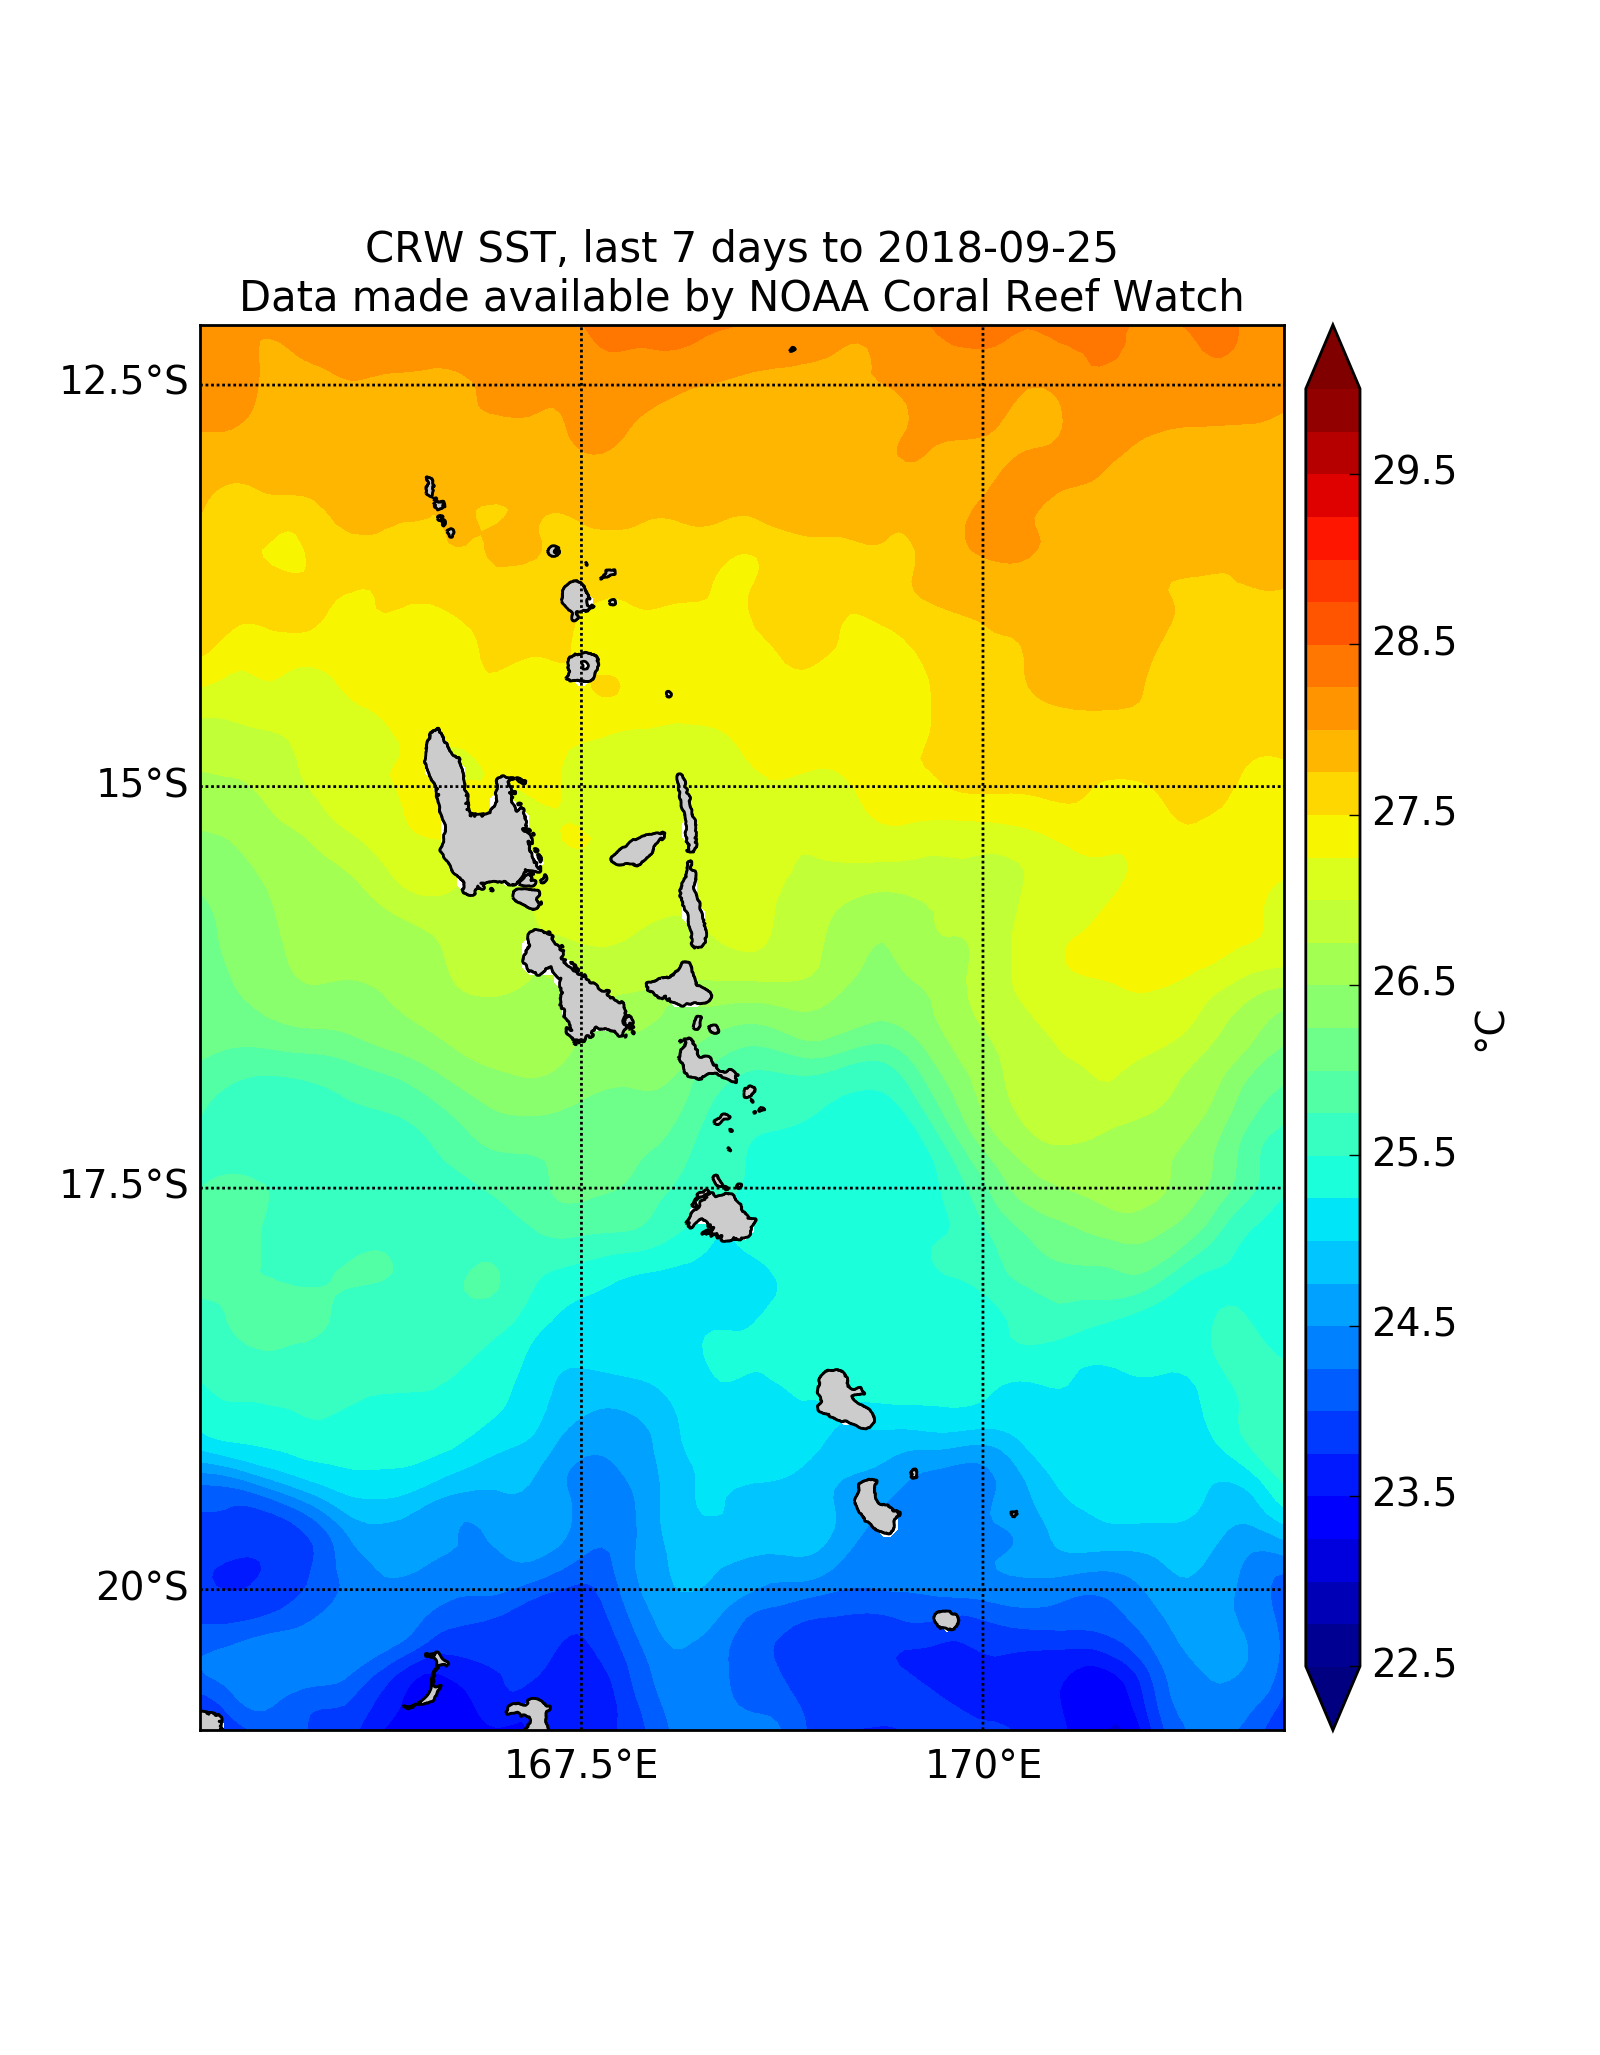 CRW SST, last 7 days to 2018-09-25
Data made available by NOAA Coral Reef Watch
12.5°S
15°S
17.5°S
20°S
167.5°E
170°E
29.5
28.5
27.5
26.5
25.5
24.5
23.5
22.5
°C